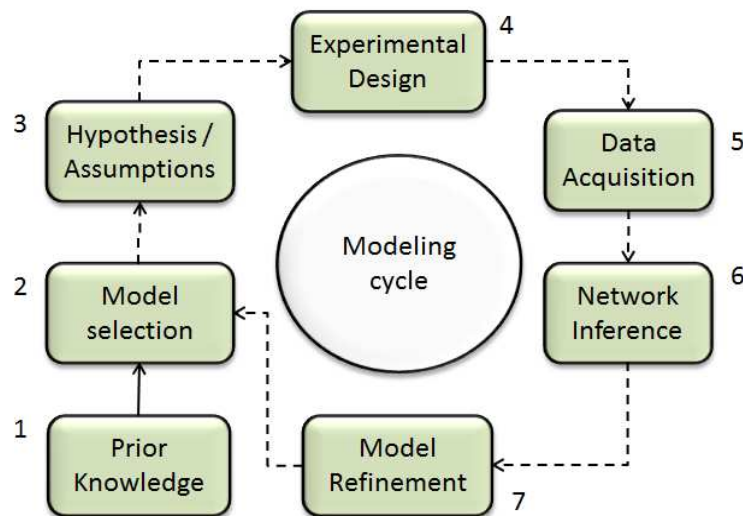 4
Experimental
Design
3
Hypothesis /
Assumptions
5
Data
Acquisition
Modeling
cycle
2
Model
selection
6
Network
Inference
1
Prior
Knowledge
Model
Refinement
7